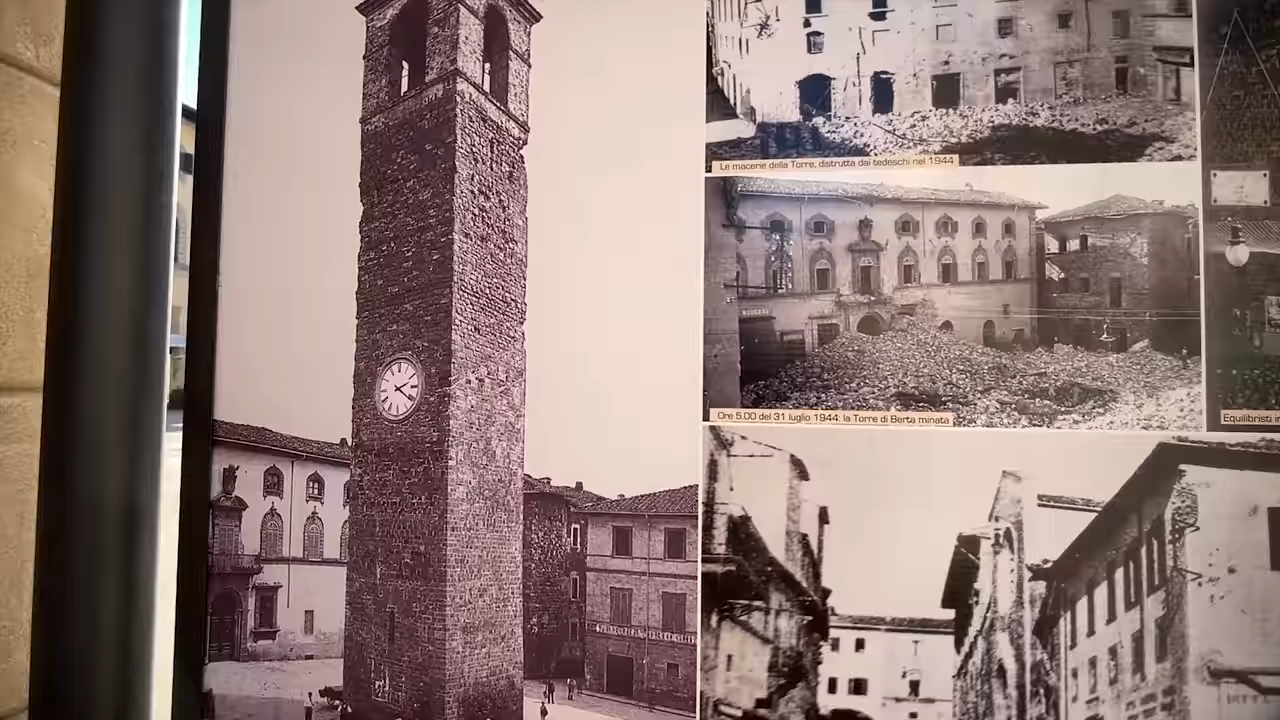 Le macerie della Torre, distrutta dai tedeschi nel 1944
Ore 5.00 del 31 luglio 1944: la Torre di Berta minata
Equilibristi